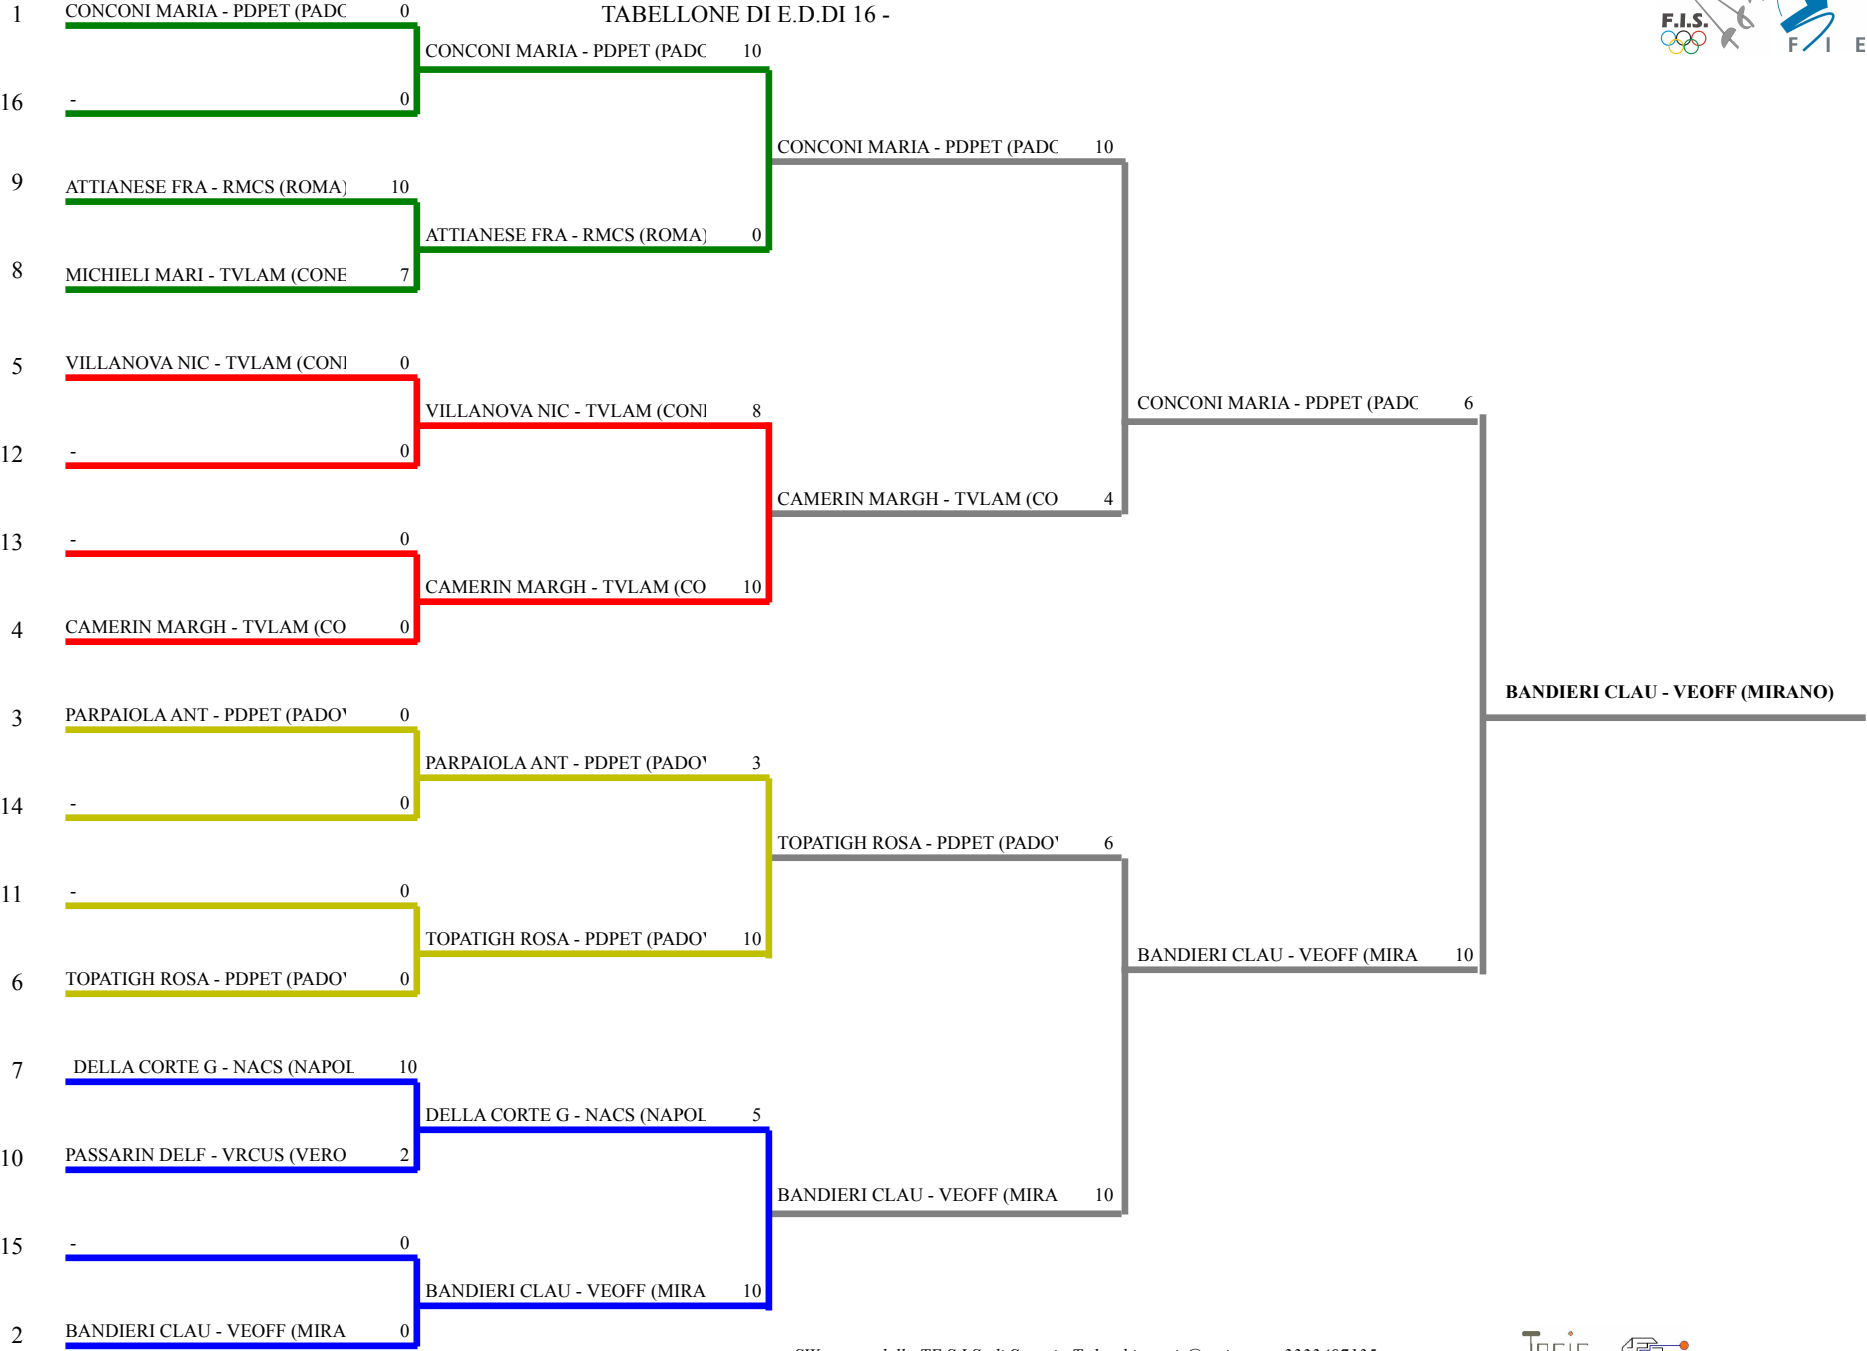 TABELLONE DI E.D.DI 16 -
F.I.S.
F I E
1 CONCONI MARIA - PDPET (PADO 0
CONCONI MARIA - PDPET (PADO 10
16 - 0
CONCONI MARIA - PDPET (PADO 10
9 ATTIANESE FRA - RMCS (ROMA) 10
ATTIANESE FRA - RMCS (ROMA) 0
8 MICHIELI MARI - TVLAM (CONE 7
5 VILLANOVA NIC - TVLAM (CONE 0
VILLANOVA NIC - TVLAM (CONE 8
CONCONI MARIA - PDPET (PADO 6
12 - 0
CAMERIN MARGH - TVLAM (CO 4
13 - 0
CAMERIN MARGH - TVLAM (CO 10
4 CAMERIN MARGH - TVLAM (CO 0
BANDIERI CLAU - VEOFF (MIRANO)
3 PARPAIOLA ANT - PDPET (PADOV 0
PARPAIOLA ANT - PDPET (PADOV 3
14 - 0
TOPATIGH ROSA - PDPET (PADOV 6
11 - 0
TOPATIGH ROSA - PDPET (PADOV 10
BANDIERI CLAU - VEOFF (MIRA 10
6 TOPATIGH ROSA - PDPET (PADOV 0
7 DELLA CORTE G - NACS (NAPOL 10
DELLA CORTE G - NACS (NAPOL 5
10 PASSARIN DELF - VRCUS (VERO 2
BANDIERI CLAU - VEOFF (MIRA 10
15 - 0
BANDIERI CLAU - VEOFF (MIRA 10
2 BANDIERI CLAU - VEOFF (MIRA 0